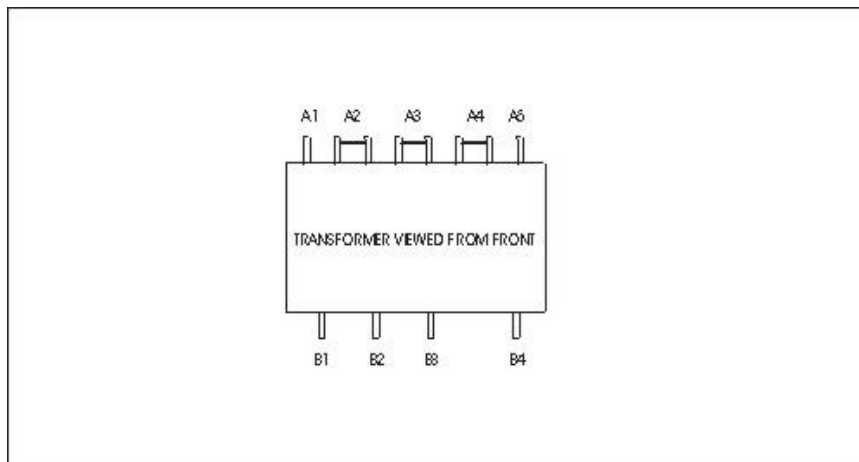 A1 A2 A3 A4 A5
TRANSFORMER VIEWED FROM FRONT
B1 B2 B3 B4